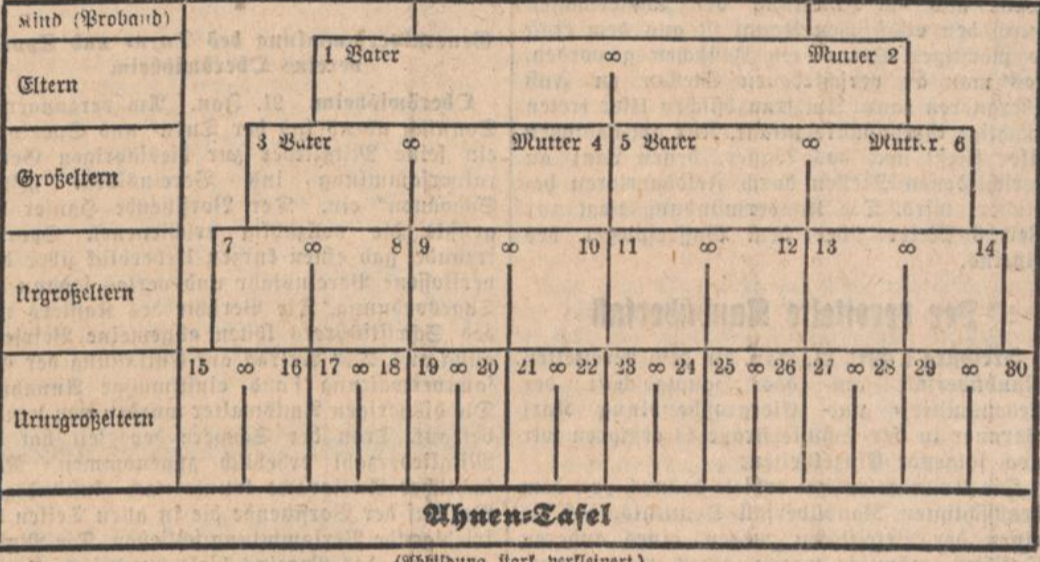 Kind (Proband)
Eltern 1 Vater ∞ Mutter 2
Großeltern 3 Vater ∞ Mutter 4 5 Vater ∞ Mutter 6
Urgroßeltern 7 ∞ 8 9 ∞ 10 11 ∞ 12 13 ∞ 14
Ururgroßeltern 15 ∞ 16 17 ∞ 18 19 ∞ 20 21 ∞ 22 23 ∞ 24 25 ∞ 26 27 ∞ 28 29 ∞ 30
Ahnen=Tafel
(Abbildung stark verkleinert)